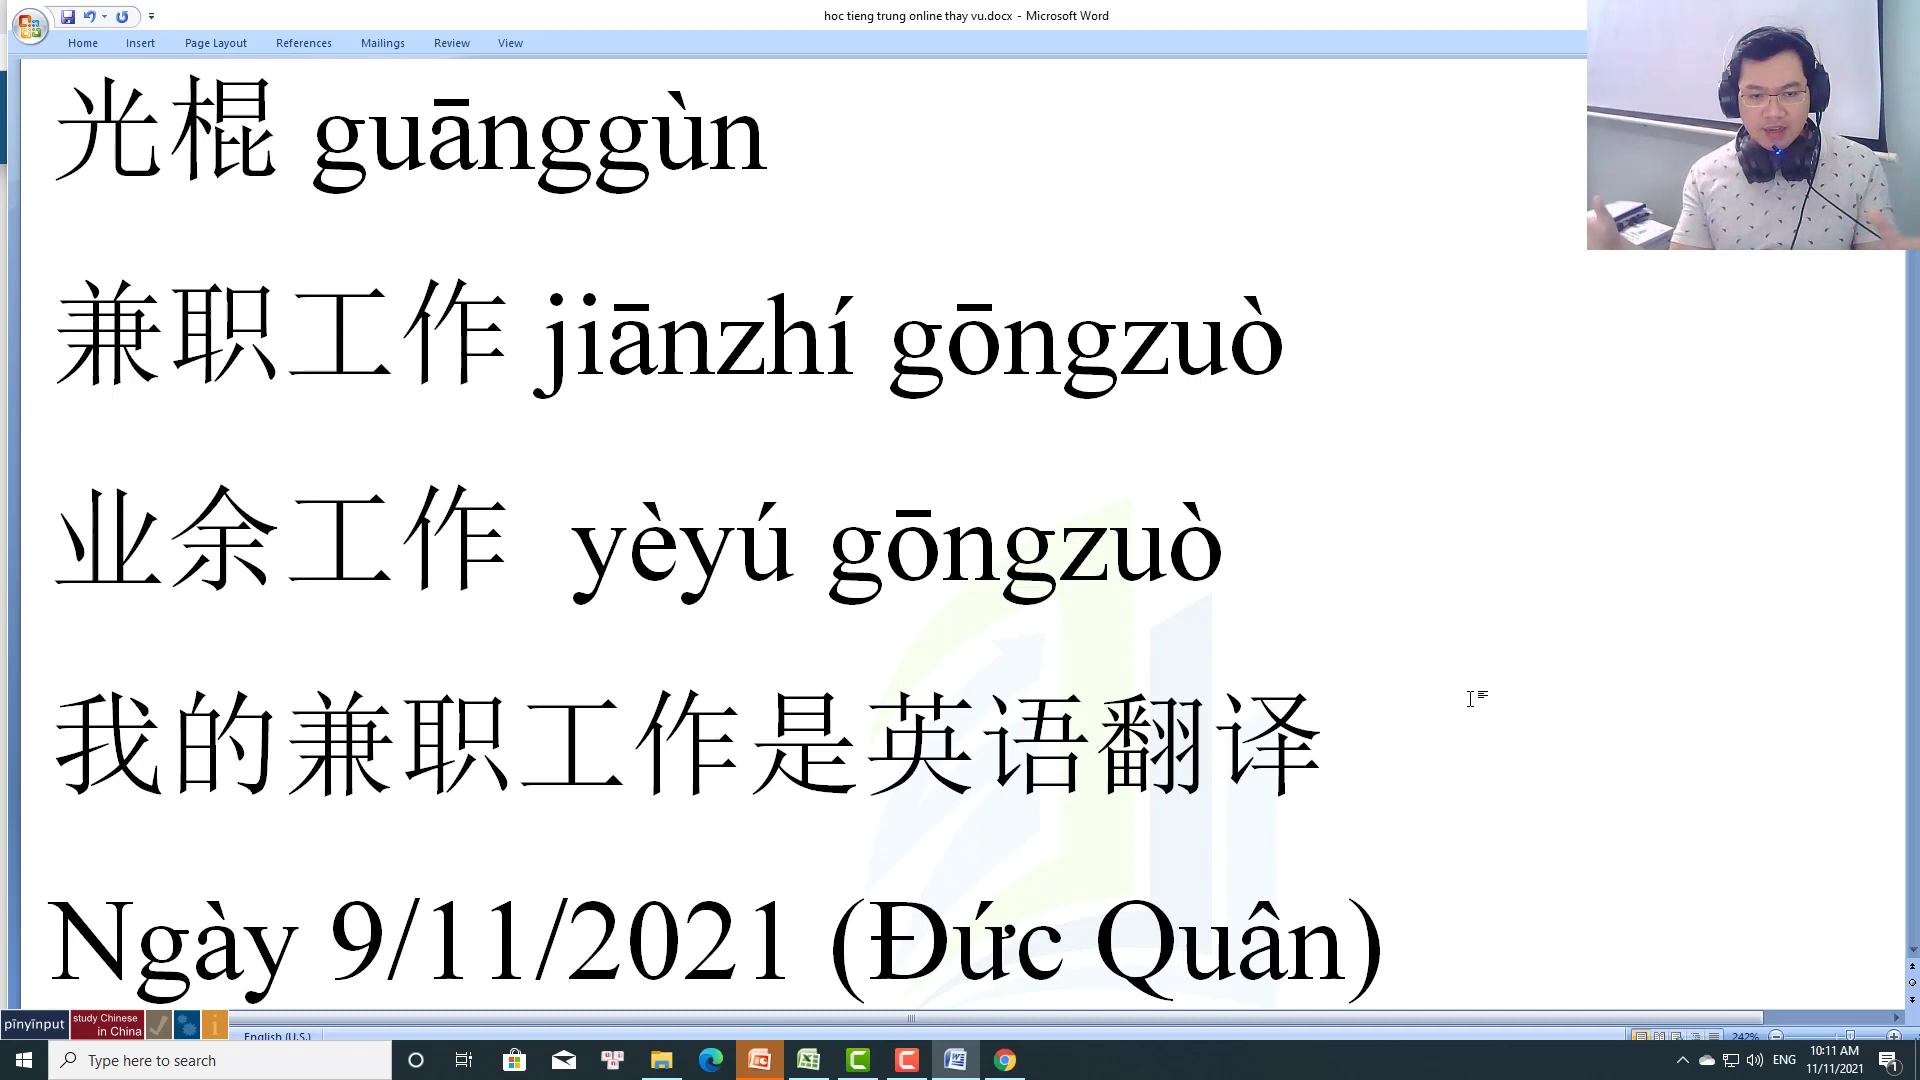 hoc tieng trung online thay vu.docx - Microsoft Word
Home Insert Page Layout References Mailings Review View
光棍 guānggùn
兼职工作 jiānzhí gōngzuò
业余工作 yèyú gōngzuò
我的兼职工作是英语翻译
Ngày 9/11/2021 (Đức Quân)
pīnyīnput
study Chinese
in China
English (U.S.)
242%
Type here to search
ENG
10:11 AM
11/11/2021
1